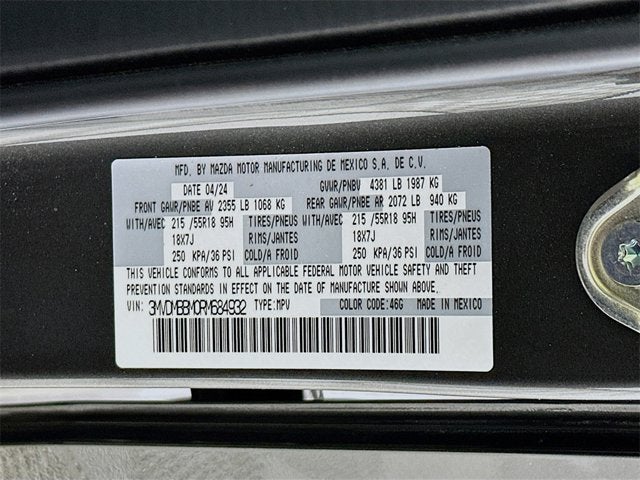 MFD. BY MAZDA MOTOR MANUFACTURING DE MEXICO S.A. DE C.V.
DATE 04/24 GVWR/PNBV 4381 LB 1987 KG
FRONT GAWR/PNBE AV 2355 LB 1068 KG REAR GAWR/PNBE AR 2072 LB 940 KG
WITH/AVEC 215 /55R18 95H TIRES/PNEUS WITH/AVEC 215 /55R18 95H TIRES/PNEUS
18X7J RIMS/JANTES 18X7J RIMS/JANTES
250 KPA/36 PSI COLD/A FROID 250 KPA/36 PSI COLD/A FROID
THIS VEHICLE CONFORMS TO ALL APPLICABLE FEDERAL MOTOR VEHICLE SAFETY AND THEFT
PREVENTION STANDARDS IN EFFECT ON THE DATE OF MANUFACTURE SHOWN ABOVE.
VIN: 3MVDMBBM0RM684932 TYPE:MPV COLOR CODE:46G MADE IN MEXICO